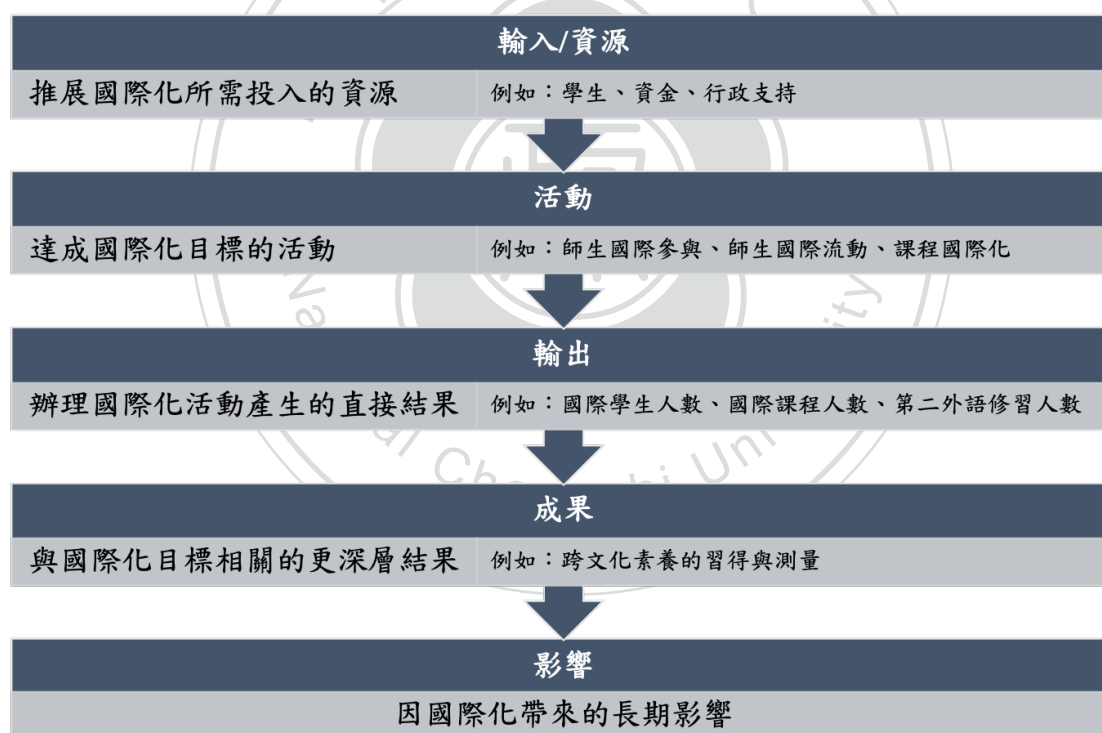 輸入/資源
推展國際化所需投入的資源 例如：學生、資金、行政支持
活動
達成國際化目標的活動 例如：師生國際參與、師生國際流動、課程國際化
輸出
辦理國際化活動產生的直接結果 例如：國際學生人數、國際課程人數、第二外語修習人數
成果
與國際化目標相關的更深層結果 例如：跨文化素養的習得與測量
影響
因國際化帶來的長期影響